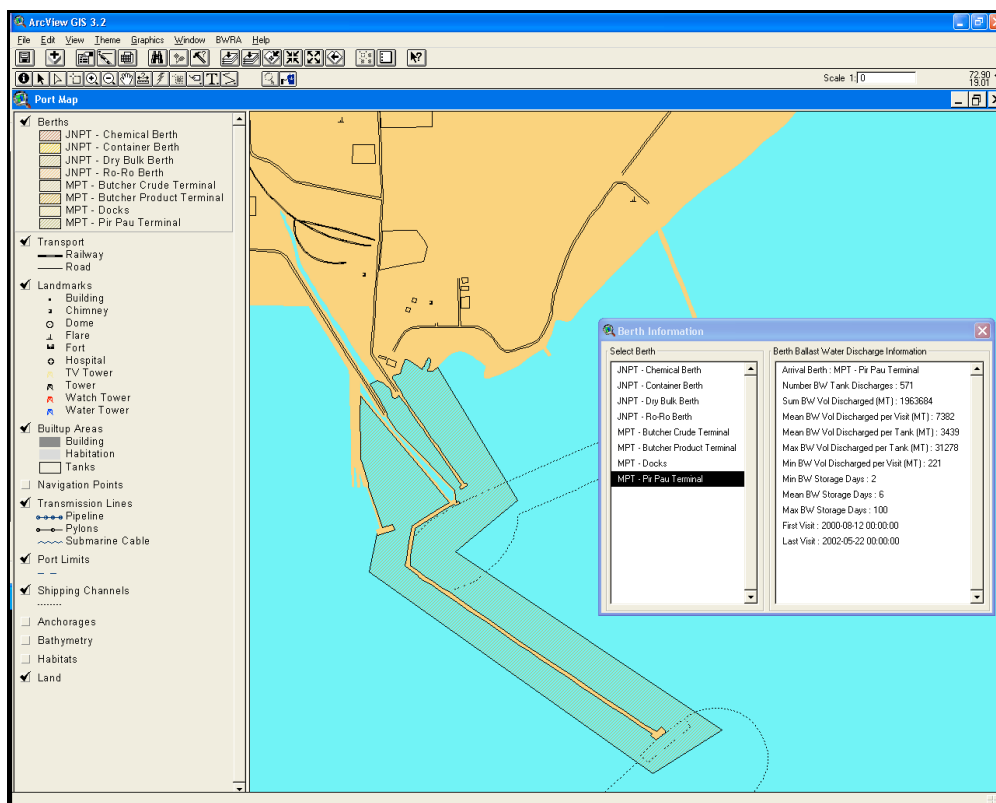 ArcView GIS 3.2
File Edit View Theme Graphics Window BWRA Help
Scale 1: 0
72.90
19.01
Port Map
Berths
JNPT - Chemical Berth
JNPT - Container Berth
JNPT - Dry Bulk Berth
JNPT - Ro-Ro Berth
MPT - Butcher Crude Terminal
MPT - Butcher Product Terminal
MPT - Docks
MPT - Pir Pau Terminal
Transport
Railway
Road
Landmarks
Building
Chimney
Dome
Flare
Fort
Hospital
TV Tower
Tower
Watch Tower
Water Tower
Builtup Areas
Building
Habitation
Tanks
Navigation Points
Transmission Lines
Pipeline
Pylons
Submarine Cable
Port Limits
Shipping Channels
Anchorages
Bathymetry
Habitats
Land
Berth Information
Select Berth
JNPT - Chemical Berth
JNPT - Container Berth
JNPT - Dry Bulk Berth
JNPT - Ro-Ro Berth
MPT - Butcher Crude Terminal
MPT - Butcher Product Terminal
MPT - Docks
MPT - Pir Pau Terminal
Berth Ballast Water Discharge Information
Arrival Berth : MPT - Pir Pau Terminal
Number BW Tank Discharges : 571
Sum BW Vol Discharged (MT) : 1963684
Mean BW Vol Discharged per Visit (MT) : 7382
Mean BW Vol Discharged per Tank (MT) : 3439
Max BW Vol Discharged per Tank (MT) : 31278
Min BW Vol Discharged per Visit (MT) : 221
Min BW Storage Days : 2
Mean BW Storage Days : 6
Max BW Storage Days : 100
First Visit : 2000-08-12 00:00:00
Last Visit : 2002-05-22 00:00:00